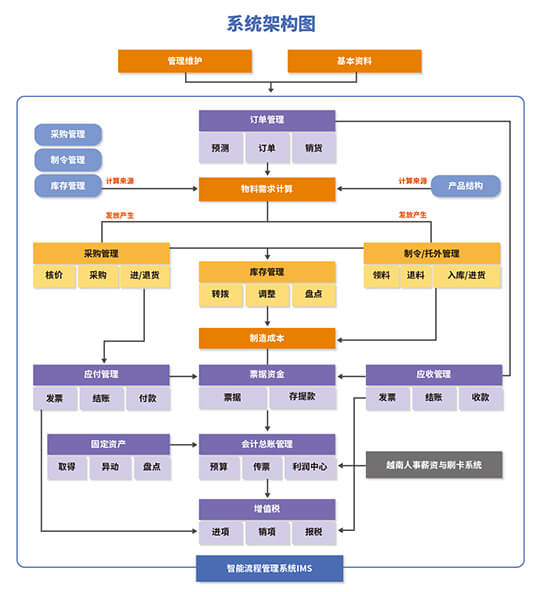 系统架构图
管理维护
基本资料
订单管理
预测
订单
销货
采购管理
制令管理
库存管理
计算来源
物料需求计算
计算来源
产品结构
发放产生
发放产生
采购管理
核价
采购
进/退货
库存管理
转拨
调整
盘点
制令/托外管理
领料
退料
入库/进货
制造成本
应付管理
发票
结账
付款
票据资金
票据
存提款
应收管理
发票
结账
收款
固定资产
取得
异动
盘点
会计总账管理
预算
传票
利润中心
越南人事薪资与刷卡系统
增值税
进项
销项
报税
智能流程管理系统IMS